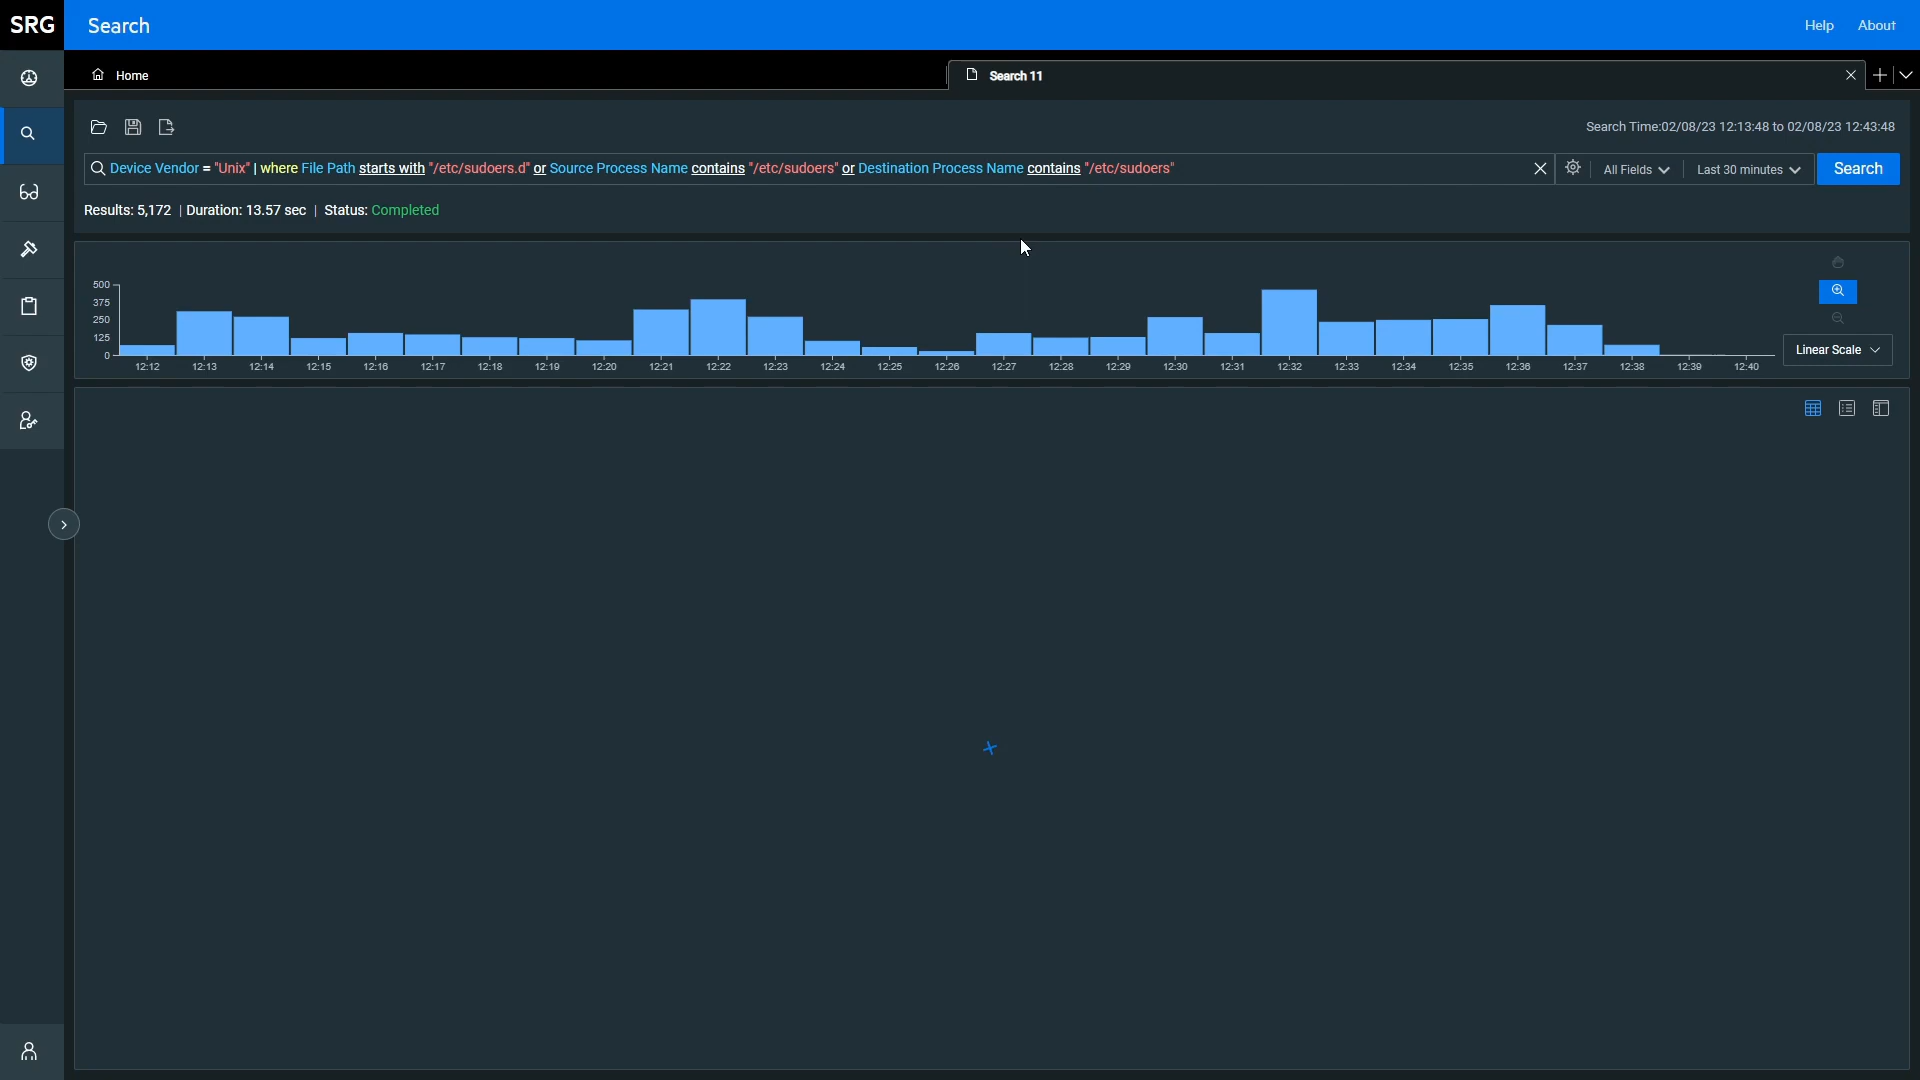 SRG
Search
Help
About
Home
Search 11
Search Time:02/08/23 12:13:48 to 02/08/23 12:43:48
Device Vendor = "Unix" | where File Path starts with "/etc/sudoers.d" or Source Process Name contains "/etc/sudoers" or Destination Process Name contains "/etc/sudoers"
All Fields
Last 30 minutes
Search
Results: 5,172 | Duration: 13.57 sec | Status: Completed
500
375
250
125
0
12:12 12:13 12:14 12:15 12:16 12:17 12:18 12:19 12:20 12:21 12:22 12:23 12:24 12:25 12:26 12:27 12:28 12:29 12:30 12:31 12:32 12:33 12:34 12:35 12:36 12:37 12:38 12:39 12:40
Linear Scale